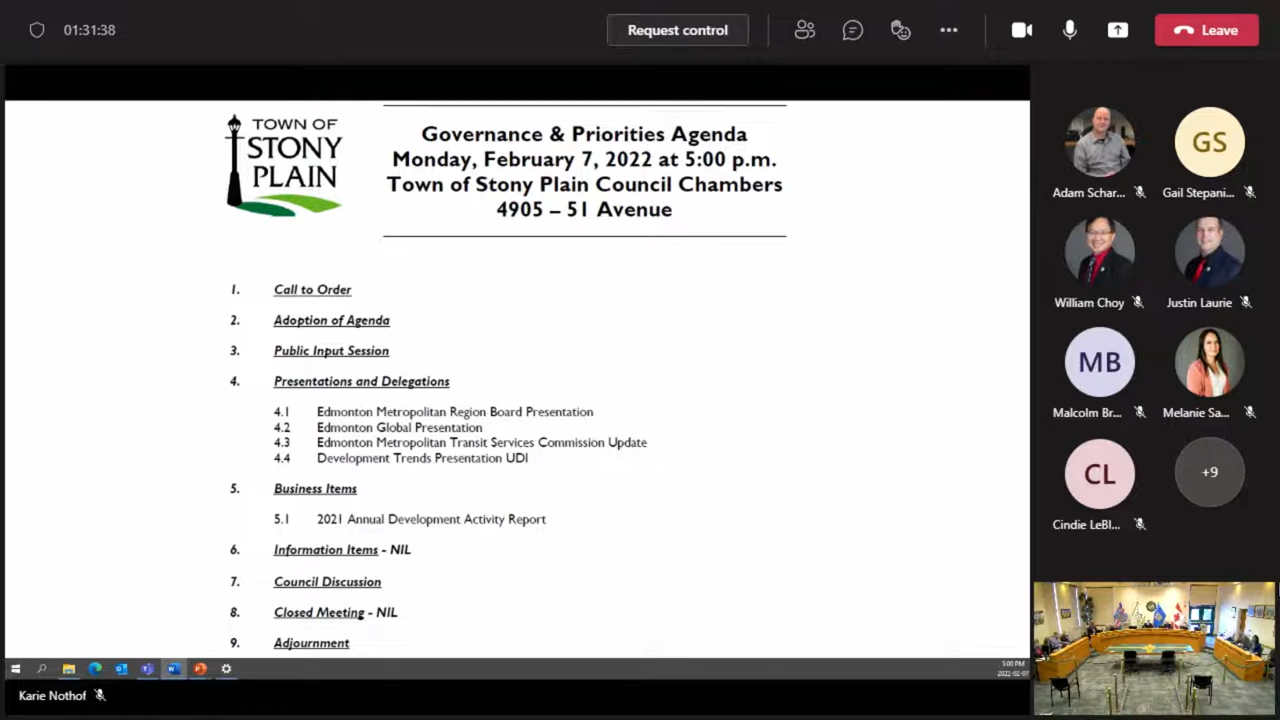 01:31:38
Request control
Leave
TOWN OF
STONY
PLAIN
Governance & Priorities Agenda
Monday, February 7, 2022 at 5:00 p.m.
Town of Stony Plain Council Chambers
4905 – 51 Avenue
1. Call to Order
2. Adoption of Agenda
3. Public Input Session
4. Presentations and Delegations
4.1 Edmonton Metropolitan Region Board Presentation
4.2 Edmonton Global Presentation
4.3 Edmonton Metropolitan Transit Services Commission Update
4.4 Development Trends Presentation UDI
5. Business Items
5.1 2021 Annual Development Activity Report
6. Information Items - NIL
7. Council Discussion
8. Closed Meeting - NIL
9. Adjournment
5:00 PM
2022-02-07
Karie Nothof
GS
Adam Schar...
Gail Stepani...
William Choy
Justin Laurie
MB
Malcolm Br...
Melanie Sa...
CL
+9
Cindie LeBl...